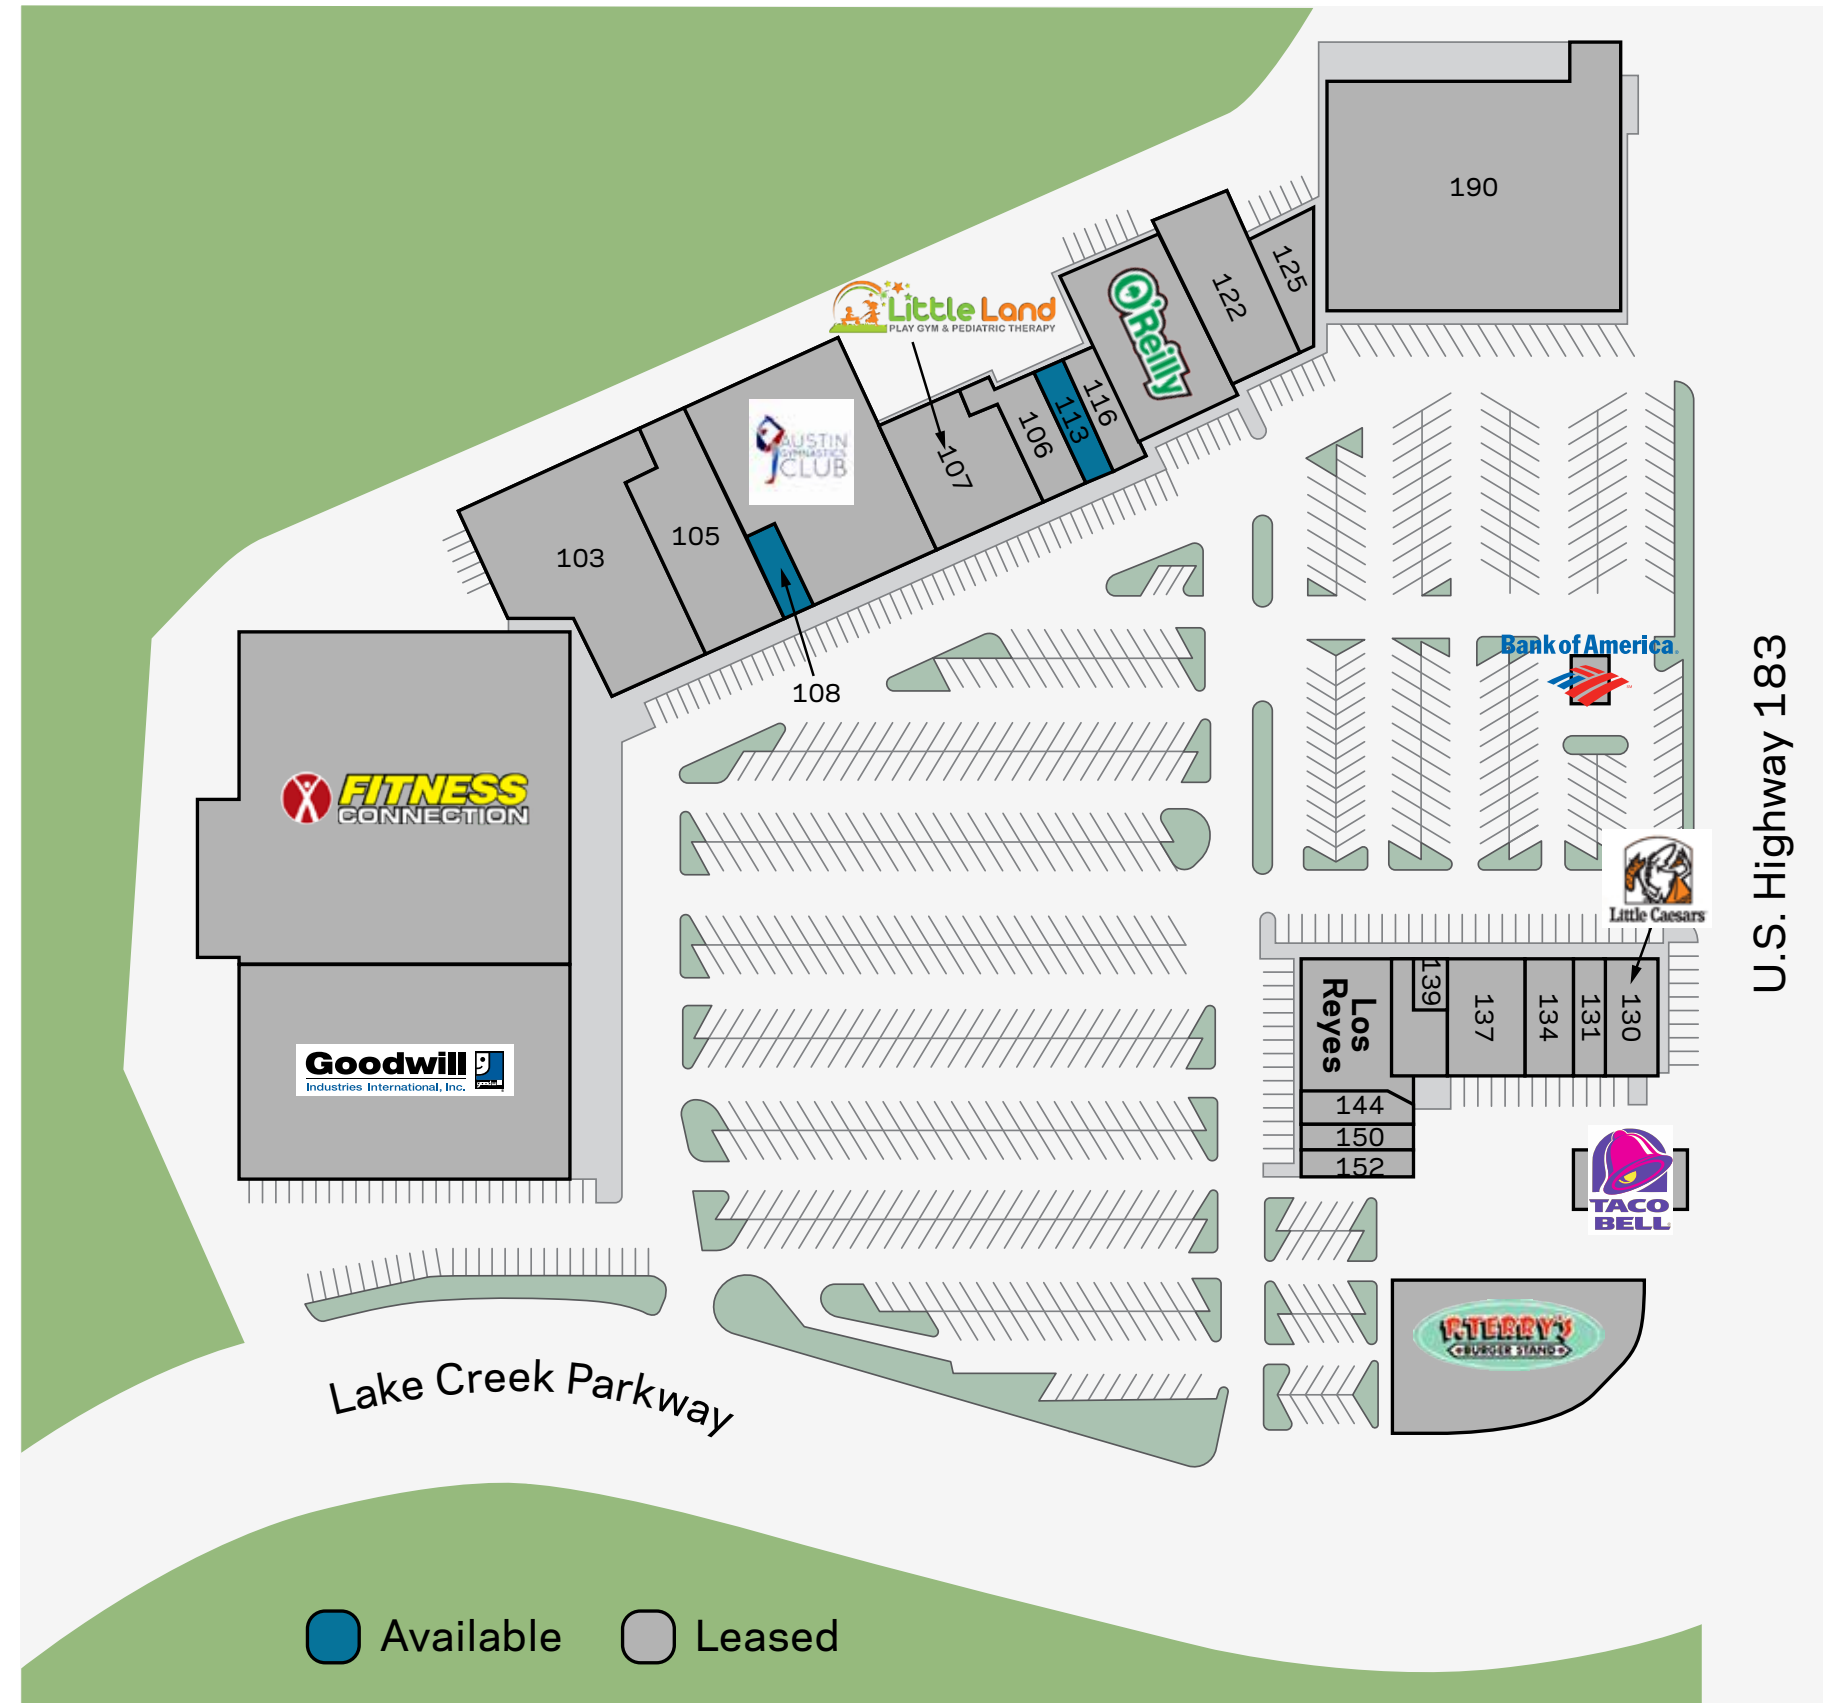 190
125
122
O'Reilly
Little Land
PLAY GYM & PEDIATRIC THERAPY
116
113
106
107
AUSTIN
GYMNASTICS
CLUB
105
103
108
Bank of America
U.S. Highway 183
FITNESS
CONNECTION
Little Caesars
Los
Reyes
139
137
134
131
130
Goodwill
Industries International, Inc.
goodwill
144
150
152
TACO
BELL
P.TERRY'S
BURGER STAND
Lake Creek Parkway
Available
Leased